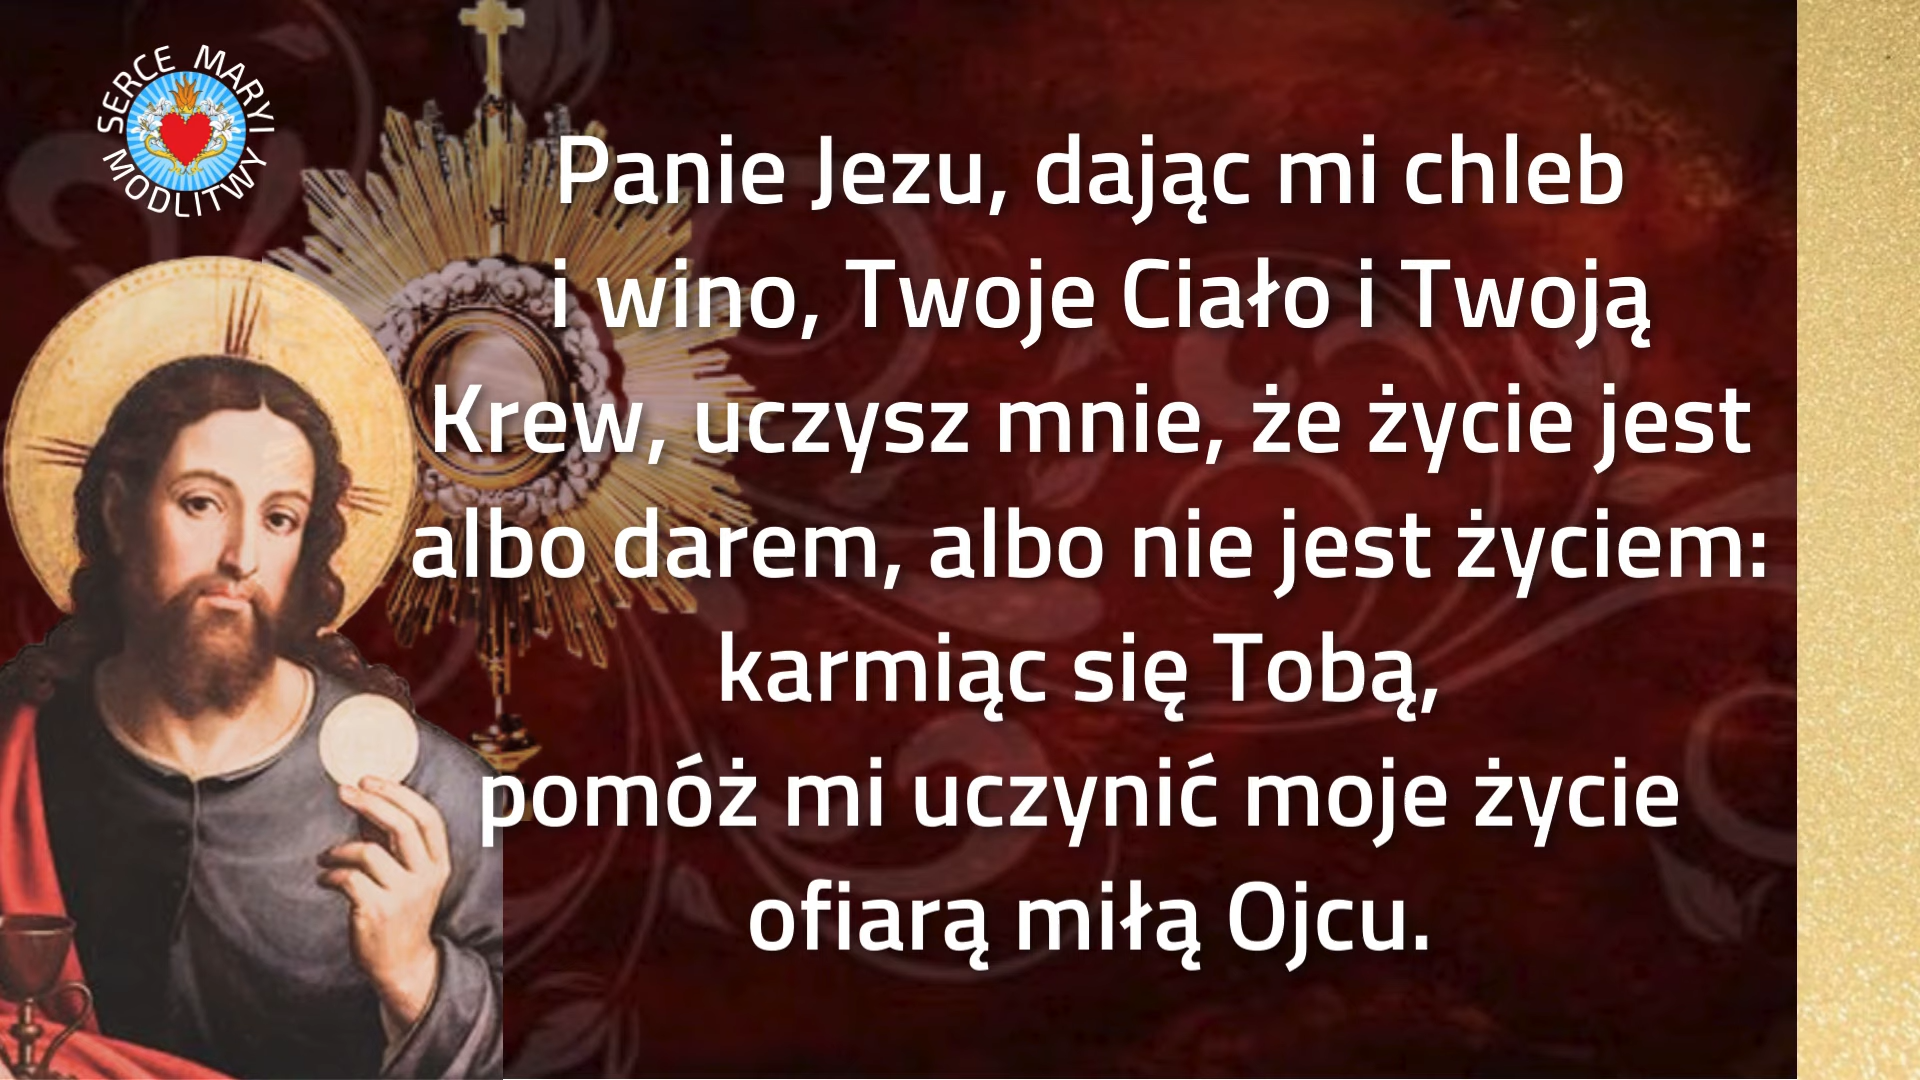 SERCE MARYI
MODLITWY
Panie Jezu, dając mi chleb
i wino, Twoje Ciało i Twoją
Krew, uczysz mnie, że życie jest
albo darem, albo nie jest życiem:
karmiąc się Tobą,
pomóż mi uczynić moje życie
ofiarą miłą Ojcu.